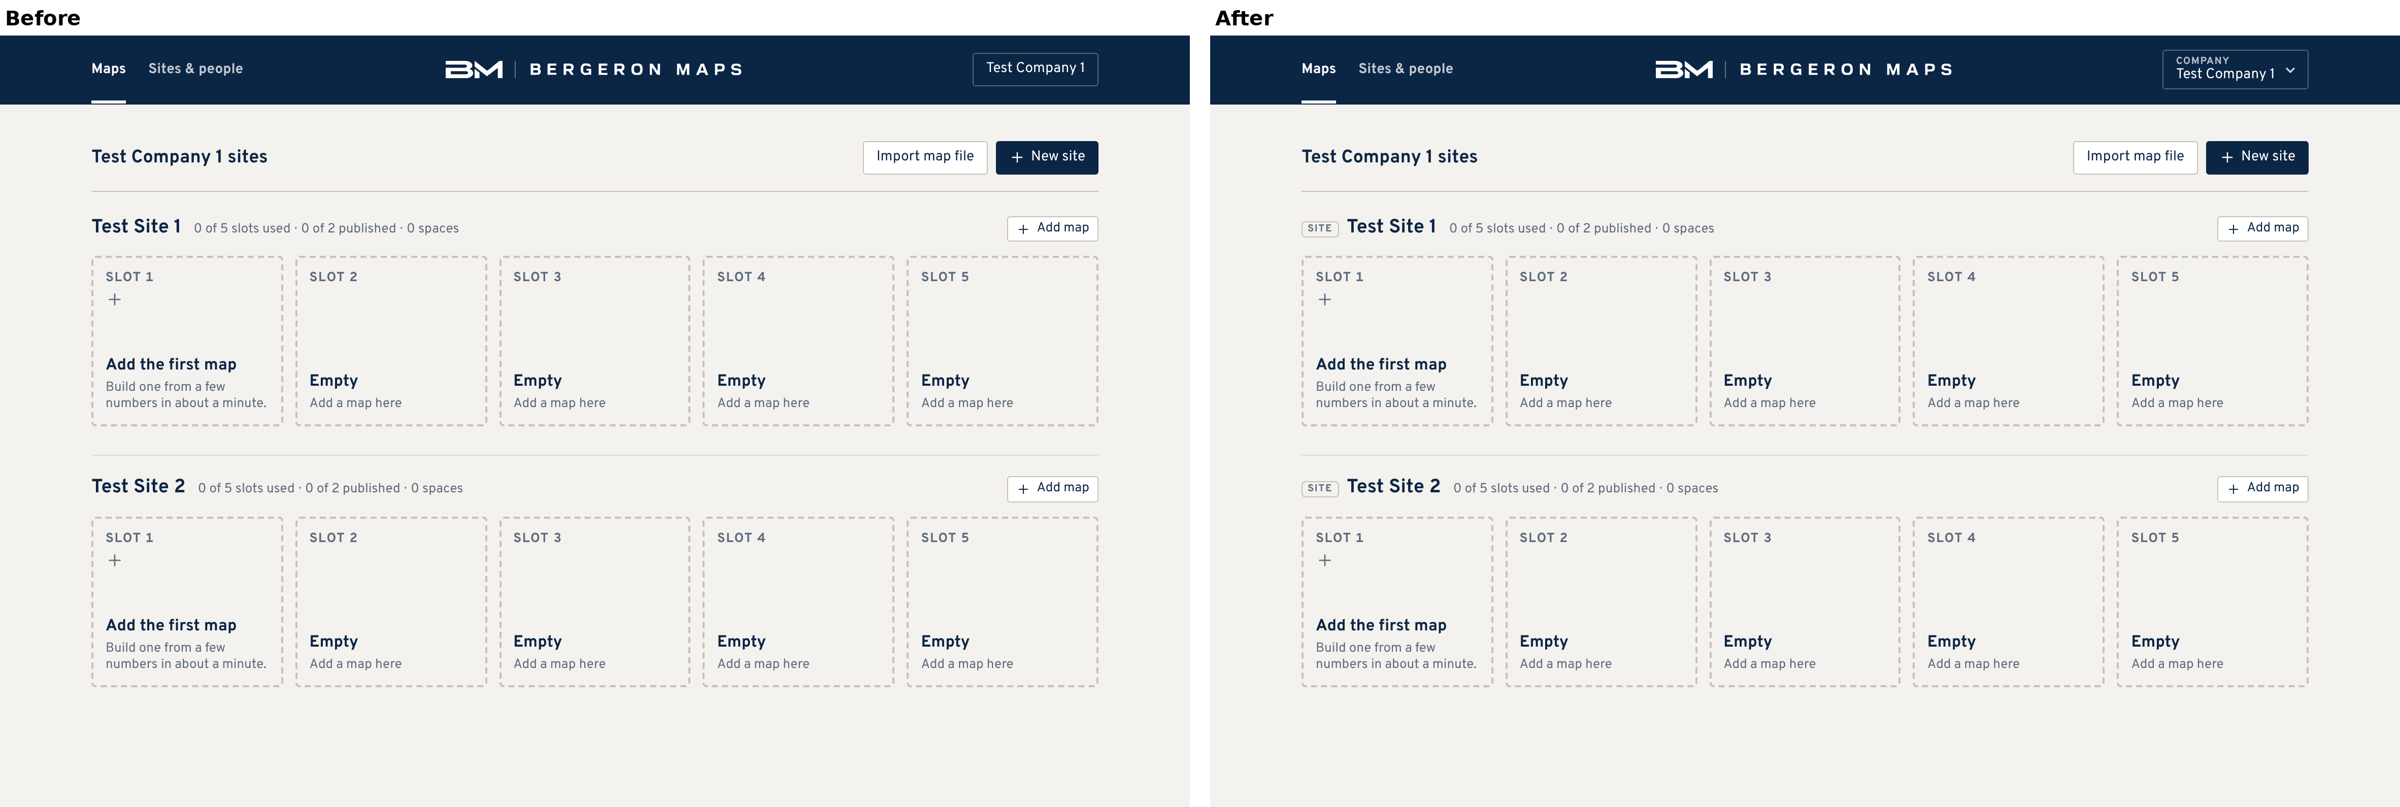 Before
Maps Sites & people BM BERGERON MAPS Test Company 1
Test Company 1 sites Import map file + New site
Test Site 1 0 of 5 slots used · 0 of 2 published · 0 spaces + Add map
SLOT 1 SLOT 2 SLOT 3 SLOT 4 SLOT 5
+
Add the first map
Build one from a few Empty Empty Empty Empty
numbers in about a minute. Add a map here Add a map here Add a map here Add a map here
Test Site 2 0 of 5 slots used · 0 of 2 published · 0 spaces + Add map
SLOT 1 SLOT 2 SLOT 3 SLOT 4 SLOT 5
+
Add the first map
Build one from a few Empty Empty Empty Empty
numbers in about a minute. Add a map here Add a map here Add a map here Add a map here
After
Maps Sites & people BM BERGERON MAPS COMPANY
Test Company 1
Test Company 1 sites Import map file + New site
SITE Test Site 1 0 of 5 slots used · 0 of 2 published · 0 spaces + Add map
SLOT 1 SLOT 2 SLOT 3 SLOT 4 SLOT 5
+
Add the first map
Build one from a few Empty Empty Empty Empty
numbers in about a minute. Add a map here Add a map here Add a map here Add a map here
SITE Test Site 2 0 of 5 slots used · 0 of 2 published · 0 spaces + Add map
SLOT 1 SLOT 2 SLOT 3 SLOT 4 SLOT 5
+
Add the first map
Build one from a few Empty Empty Empty Empty
numbers in about a minute. Add a map here Add a map here Add a map here Add a map here